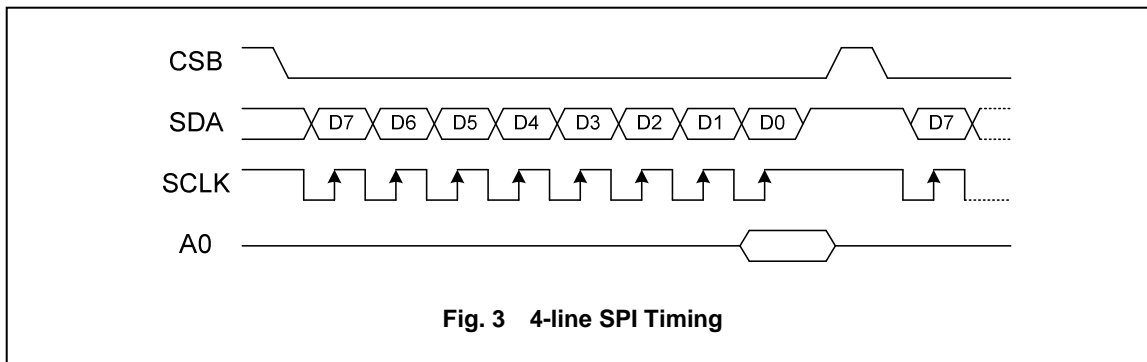 CSB
SDA D7 D6 D5 D4 D3 D2 D1 D0 D7
SCLK
A0
Fig. 3 4-line SPI Timing